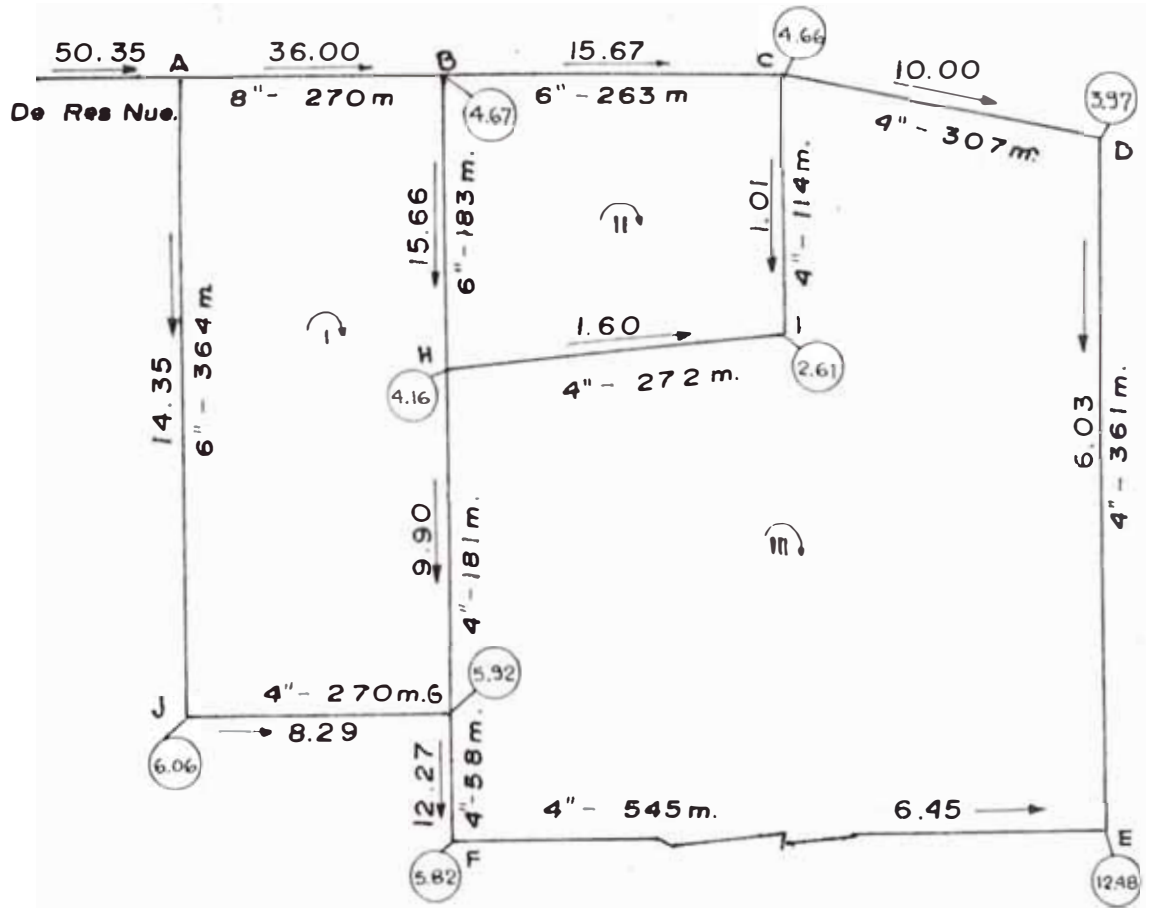 50.35
A
36.00
B
15.67
C
4.66
10.00
3.97
De Res Nue.
8" - 270 m
4.67
6" - 263 m
4" - 307 m.
D
14.35
6" - 364 m
15.66
6" - 183 m.
II
1.01
4" - 114 m.
I
H
1.60
I
4.16
4" - 272 m.
2.61
6.03
4" - 361 m.
9.90
4" - 181 m.
III
J
4" - 270 m.
G
5.92
8.29
6.06
12.27
4" - 58 m.
4" - 545 m.
6.45
F
E
5.82
12.48